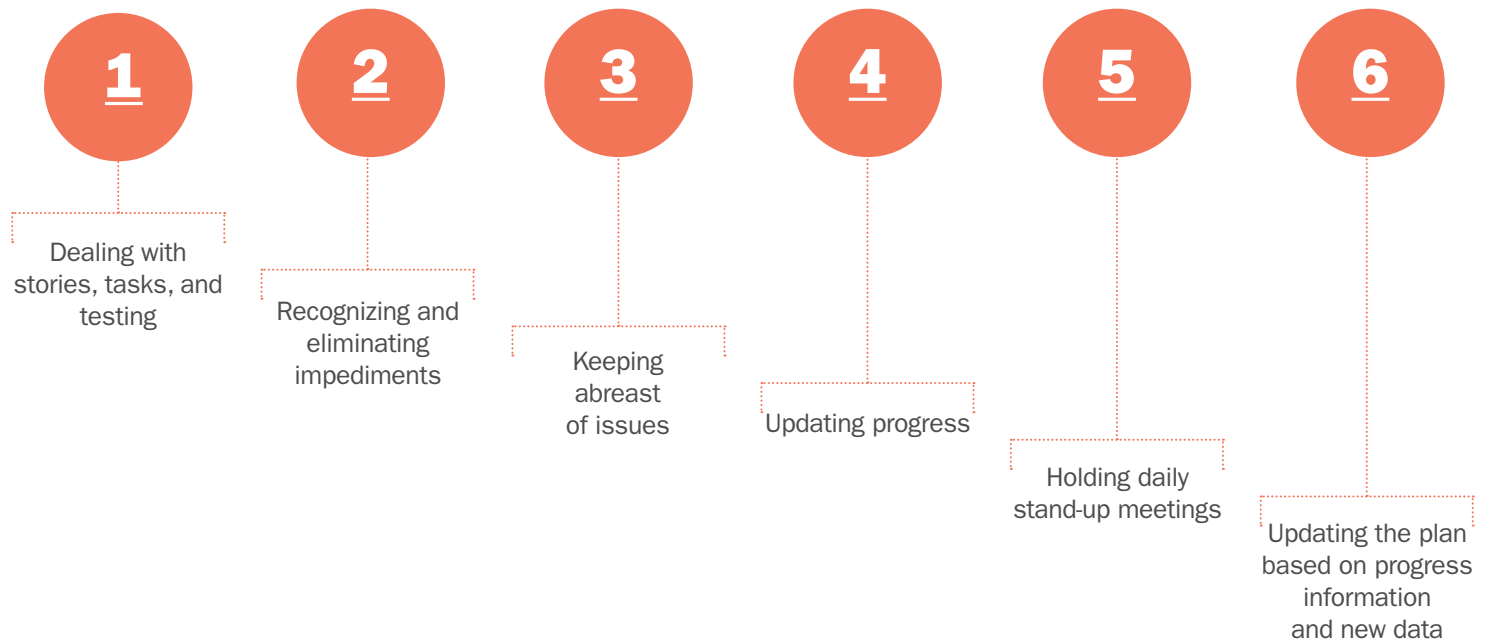 1
Dealing with
stories, tasks, and
testing
2
Recognizing and
eliminating
impediments
3
Keeping
abreast
of issues
4
Updating progress
5
Holding daily
stand-up meetings
6
Updating the plan
based on progress
information
and new data